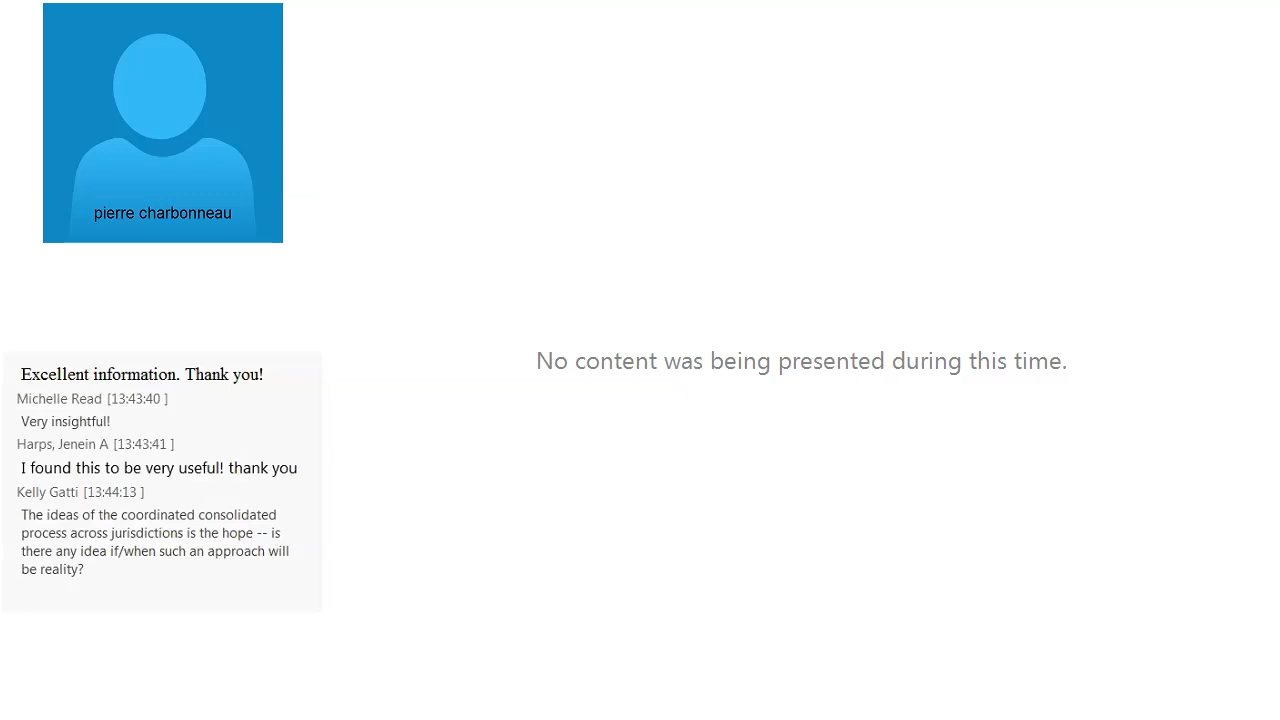 pierre charbonneau
Excellent information. Thank you!
Michelle Read [13:43:40 ]
Very insightful!
Harps, Jenein A [13:43:41 ]
I found this to be very useful! thank you
Kelly Gatti [13:44:13 ]
The ideas of the coordinated consolidated
process across jurisdictions is the hope -- is
there any idea if/when such an approach will
be reality?
No content was being presented during this time.